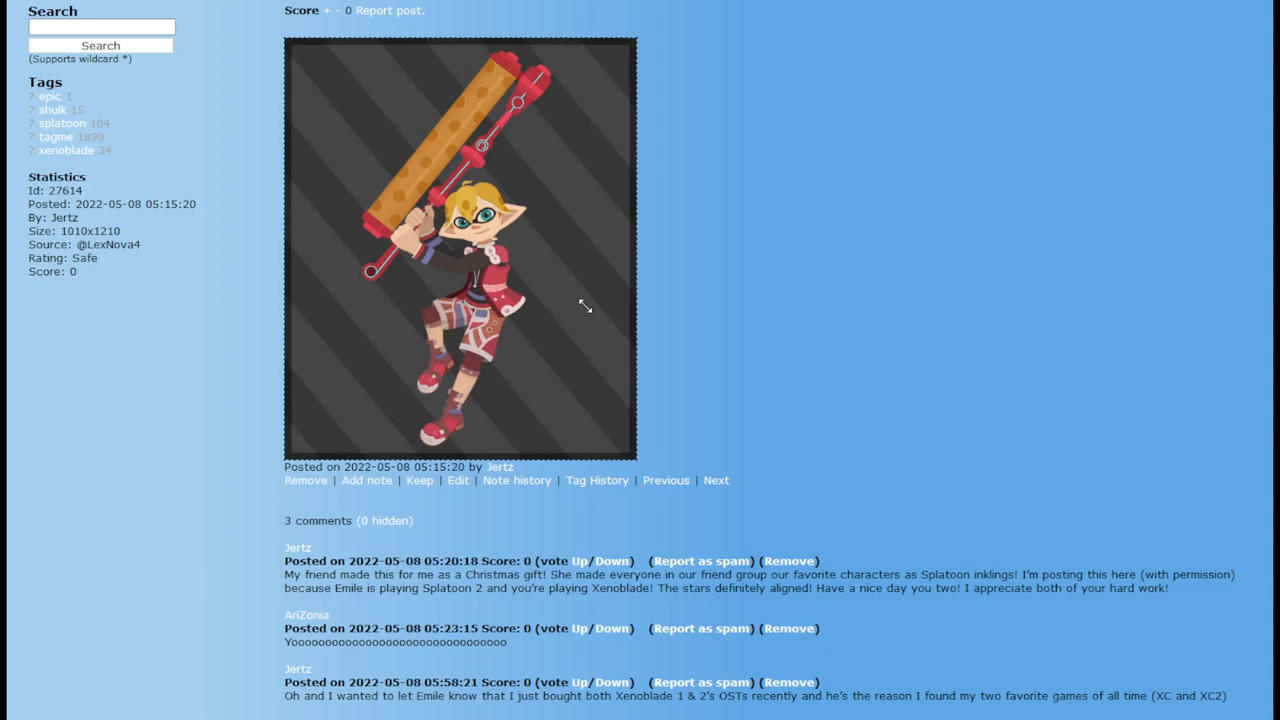 Search
Search
(Supports wildcard *)
Tags
? epic 1
? shulk 15
? splatoon 104
? tagme 1890
? xenoblade 34
Statistics
Id: 27614
Posted: 2022-05-08 05:15:20
By: Jertz
Size: 1010x1210
Source: @LexNova4
Rating: Safe
Score: 0
Score + - 0 Report post.
Posted on 2022-05-08 05:15:20 by Jertz
Remove | Add note | Keep | Edit | Note history | Tag History | Previous | Next
3 comments (0 hidden)
Jertz
Posted on 2022-05-08 05:20:18 Score: 0 (vote Up/Down) (Report as spam) (Remove)
My friend made this for me as a Christmas gift! She made everyone in our friend group our favorite characters as Splatoon inklings! I'm posting this here (with permission)
because Emile is playing Splatoon 2 and you're playing Xenoblade! The stars definitely aligned! Have a nice day you two! I appreciate both of your hard work!
AriZonia
Posted on 2022-05-08 05:23:15 Score: 0 (vote Up/Down) (Report as spam) (Remove)
Yooooooooooooooooooooooooooooooooo
Jertz
Posted on 2022-05-08 05:58:21 Score: 0 (vote Up/Down) (Report as spam) (Remove)
Oh and I wanted to let Emile know that I just bought both Xenoblade 1 & 2's OSTs recently and he's the reason I found my two favorite games of all time (XC and XC2)